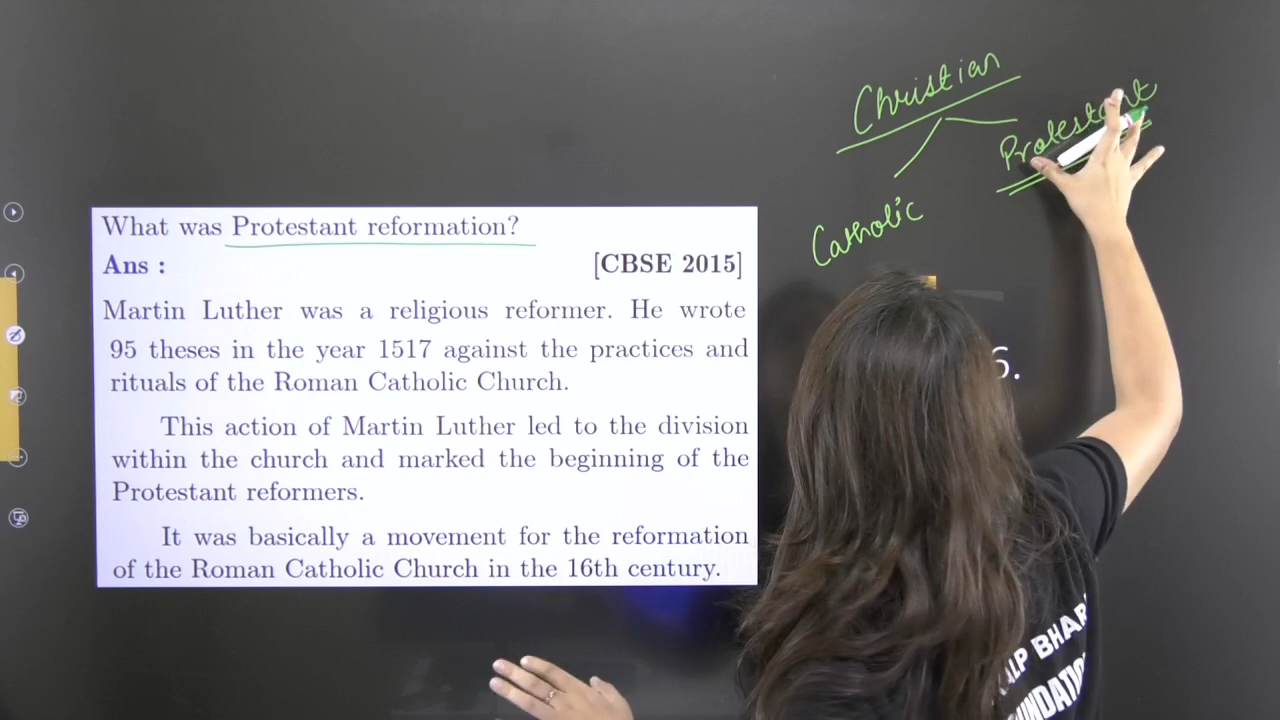 Christian
Protestant
Catholic
What was Protestant reformation?
Ans :
[CBSE 2015]
Martin Luther was a religious reformer. He wrote
95 theses in the year 1517 against the practices and
rituals of the Roman Catholic Church.
This action of Martin Luther led to the division
within the church and marked the beginning of the
Protestant reformers.
It was basically a movement for the reformation
of the Roman Catholic Church in the 16th century.